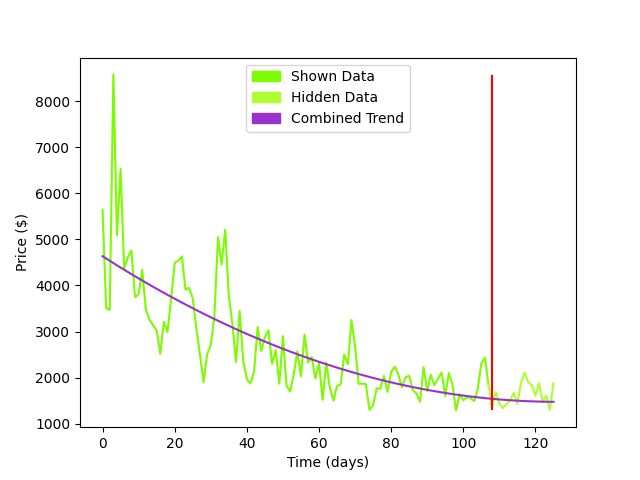 Shown Data
Hidden Data
Combined Trend
8000
7000
6000
5000
4000
3000
2000
1000
Price ($)
0 20 40 60 80 100 120
Time (days)